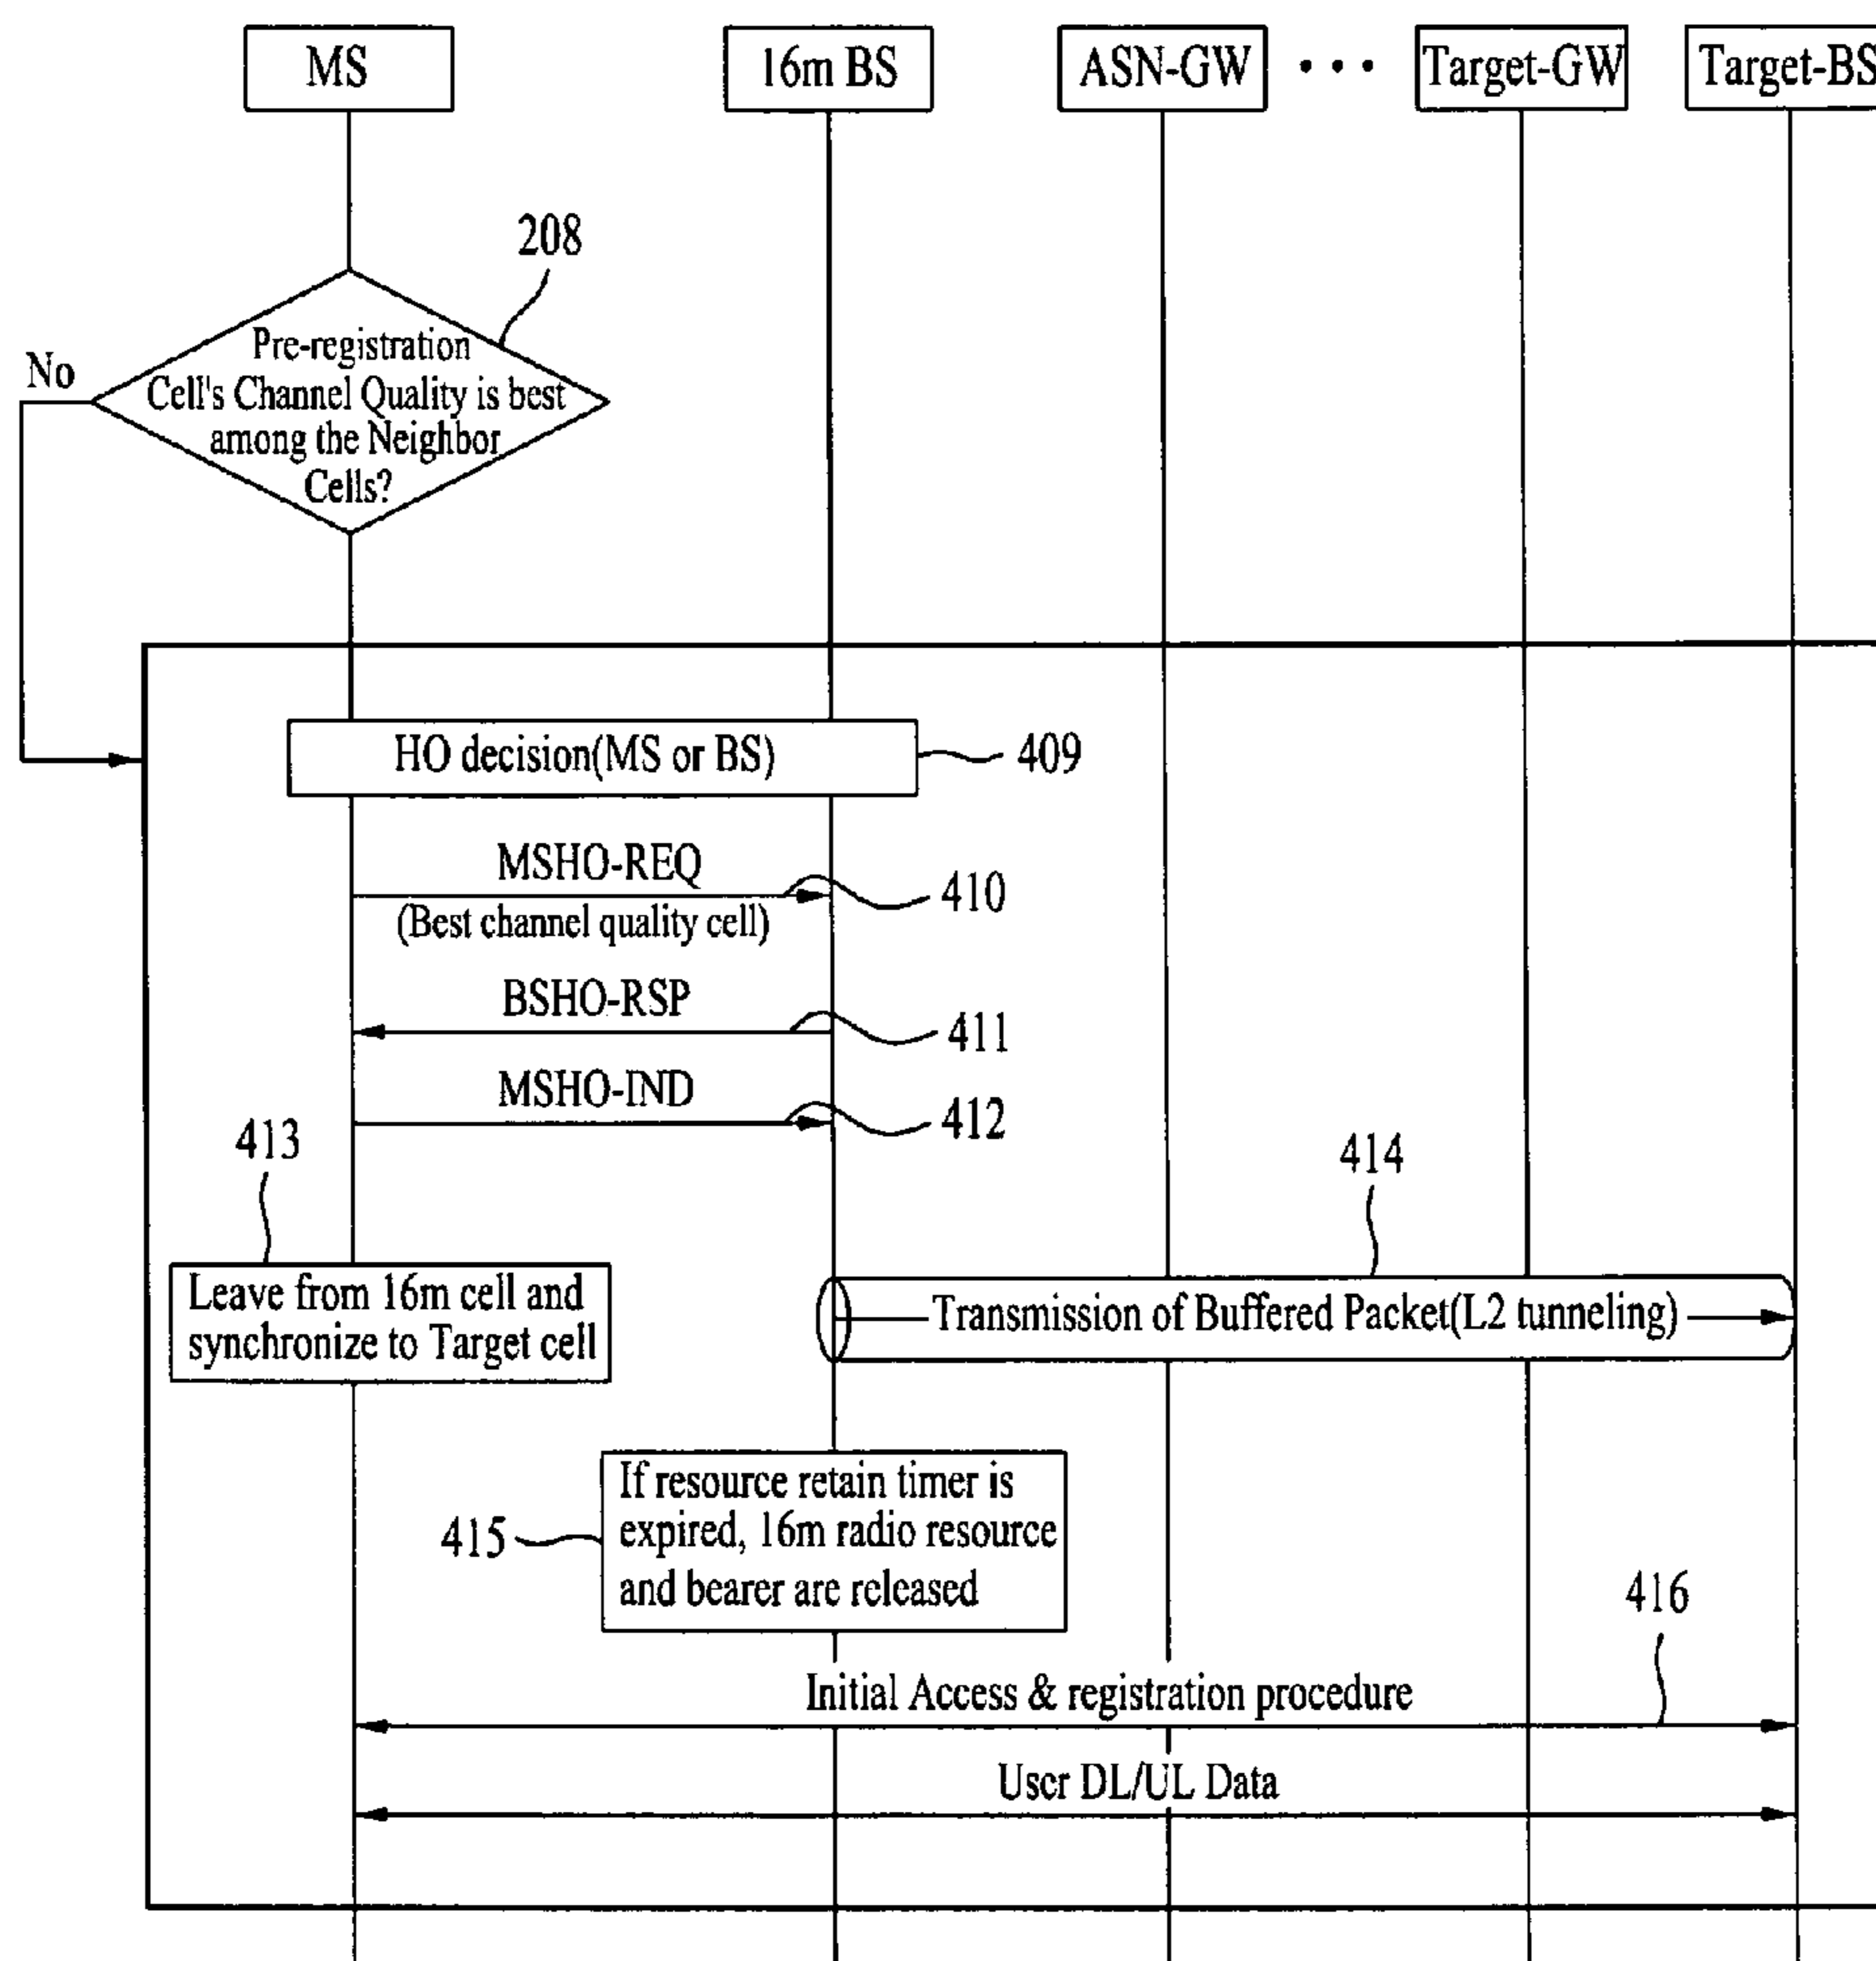 MS
16m BS
ASN-GW
• • •
Target-GW
Target-BS
208
No
Pre-registration
Cell's Channel Quality is best
among the Neighbor
Cells?
HO decision(MS or BS)
409
MSHO-REQ
410
(Best channel quality cell)
BSHO-RSP
411
MSHO-IND
412
413
414
Leave from 16m cell and
synchronize to Target cell
Transmission of Buffered Packet(L2 tunneling)
If resource retain timer is
expired, 16m radio resource
and bearer are released
415
416
Initial Access & registration procedure
User DL/UL Data